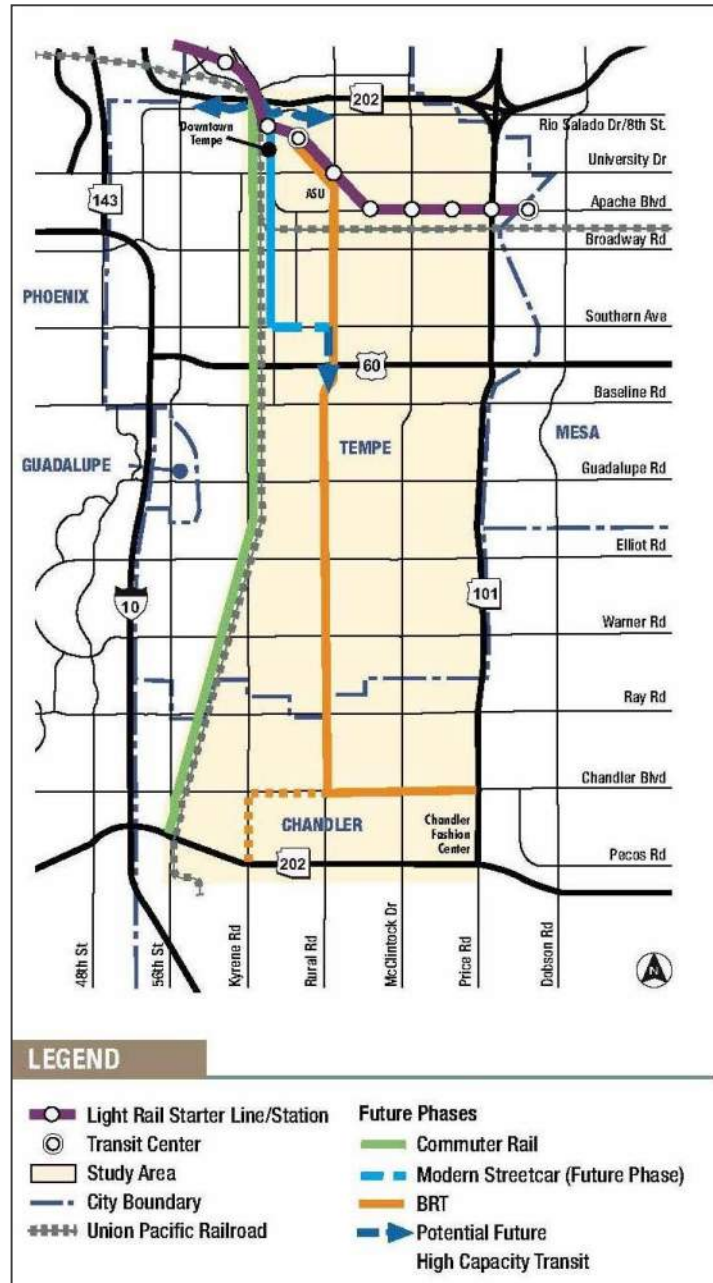 202
Rio Salado Dr/8th St.
Downtown
Tempe
University Dr
ASU
143
Apache Blvd
Broadway Rd
PHOENIX
Southern Ave
60
Baseline Rd
TEMPE
MESA
GUADALUPE
Guadalupe Rd
Elliot Rd
10
101
Warner Rd
Ray Rd
Chandler Blvd
CHANDLER
Chandler
Fashion
Center
202
Pecos Rd
48th St
56th St
Kyrene Rd
Rural Rd
McClintock Dr
Price Rd
Dobson Rd
N
LEGEND
Light Rail Starter Line/Station
Transit Center
Study Area
City Boundary
Union Pacific Railroad
Future Phases
Commuter Rail
Modern Streetcar (Future Phase)
BRT
Potential Future
High Capacity Transit